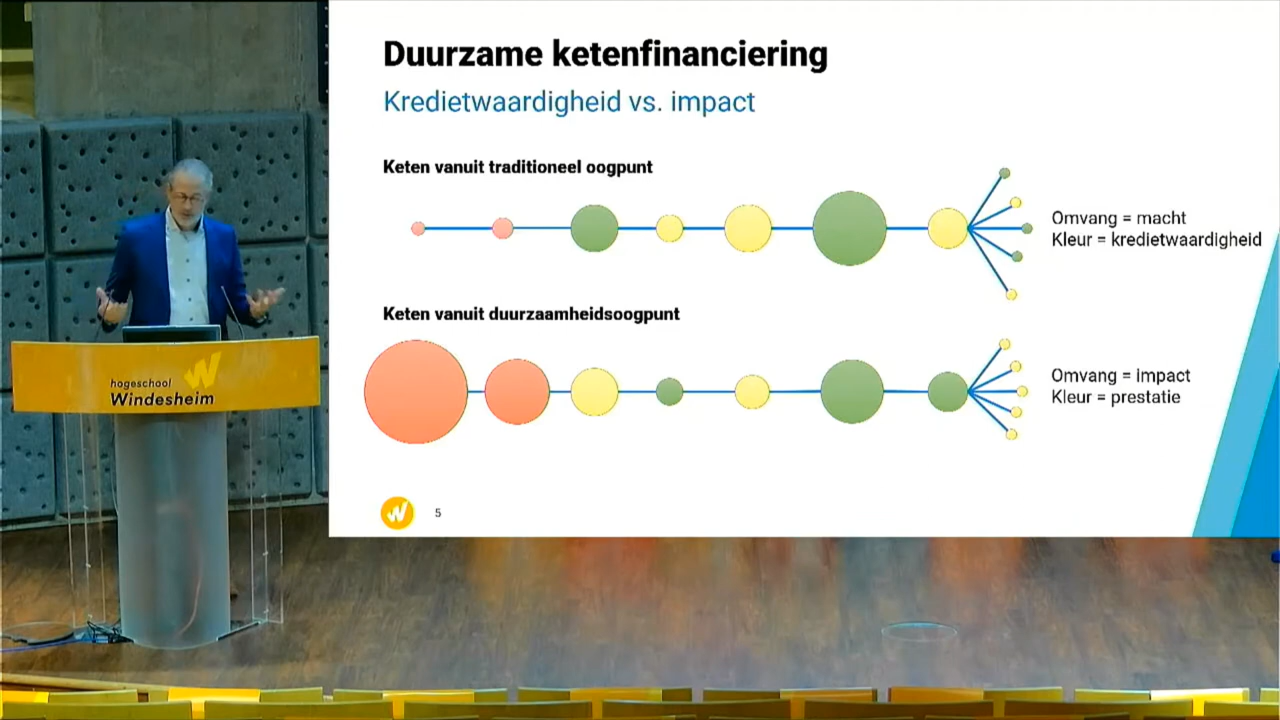 Duurzame ketenfinanciering
Kredietwaardigheid vs. impact
Keten vanuit traditioneel oogpunt
Omvang = macht
Kleur = kredietwaardigheid
Keten vanuit duurzaamheidsoogpunt
Omvang = impact
Kleur = prestatie
5
hogeschool
Windesheim